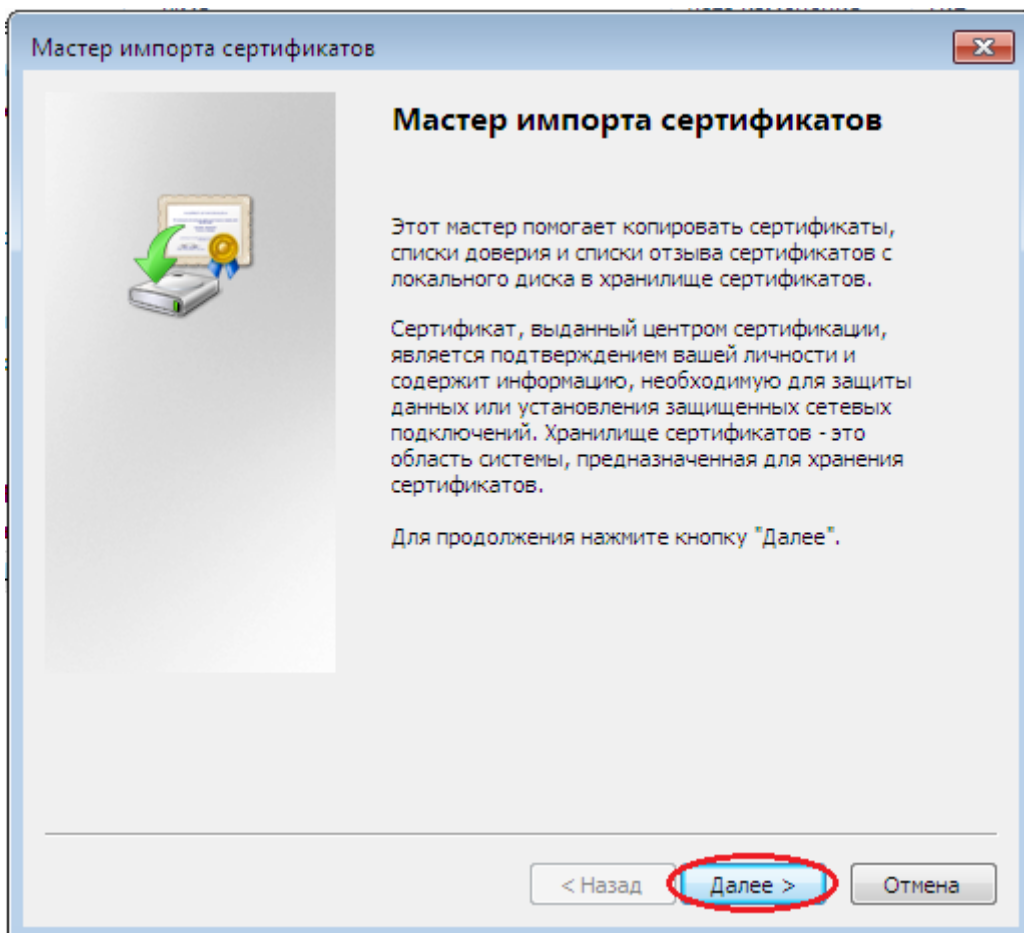 Мастер импорта сертификатов
Мастер импорта сертификатов
Этот мастер помогает копировать сертификаты,
списки доверия и списки отзыва сертификатов с
локального диска в хранилище сертификатов.
Сертификат, выданный центром сертификации,
является подтверждением вашей личности и
содержит информацию, необходимую для защиты
данных или установления защищенных сетевых
подключений. Хранилище сертификатов - это
область системы, предназначенная для хранения
сертификатов.
Для продолжения нажмите кнопку "Далее".
< Назад Далее > Отмена